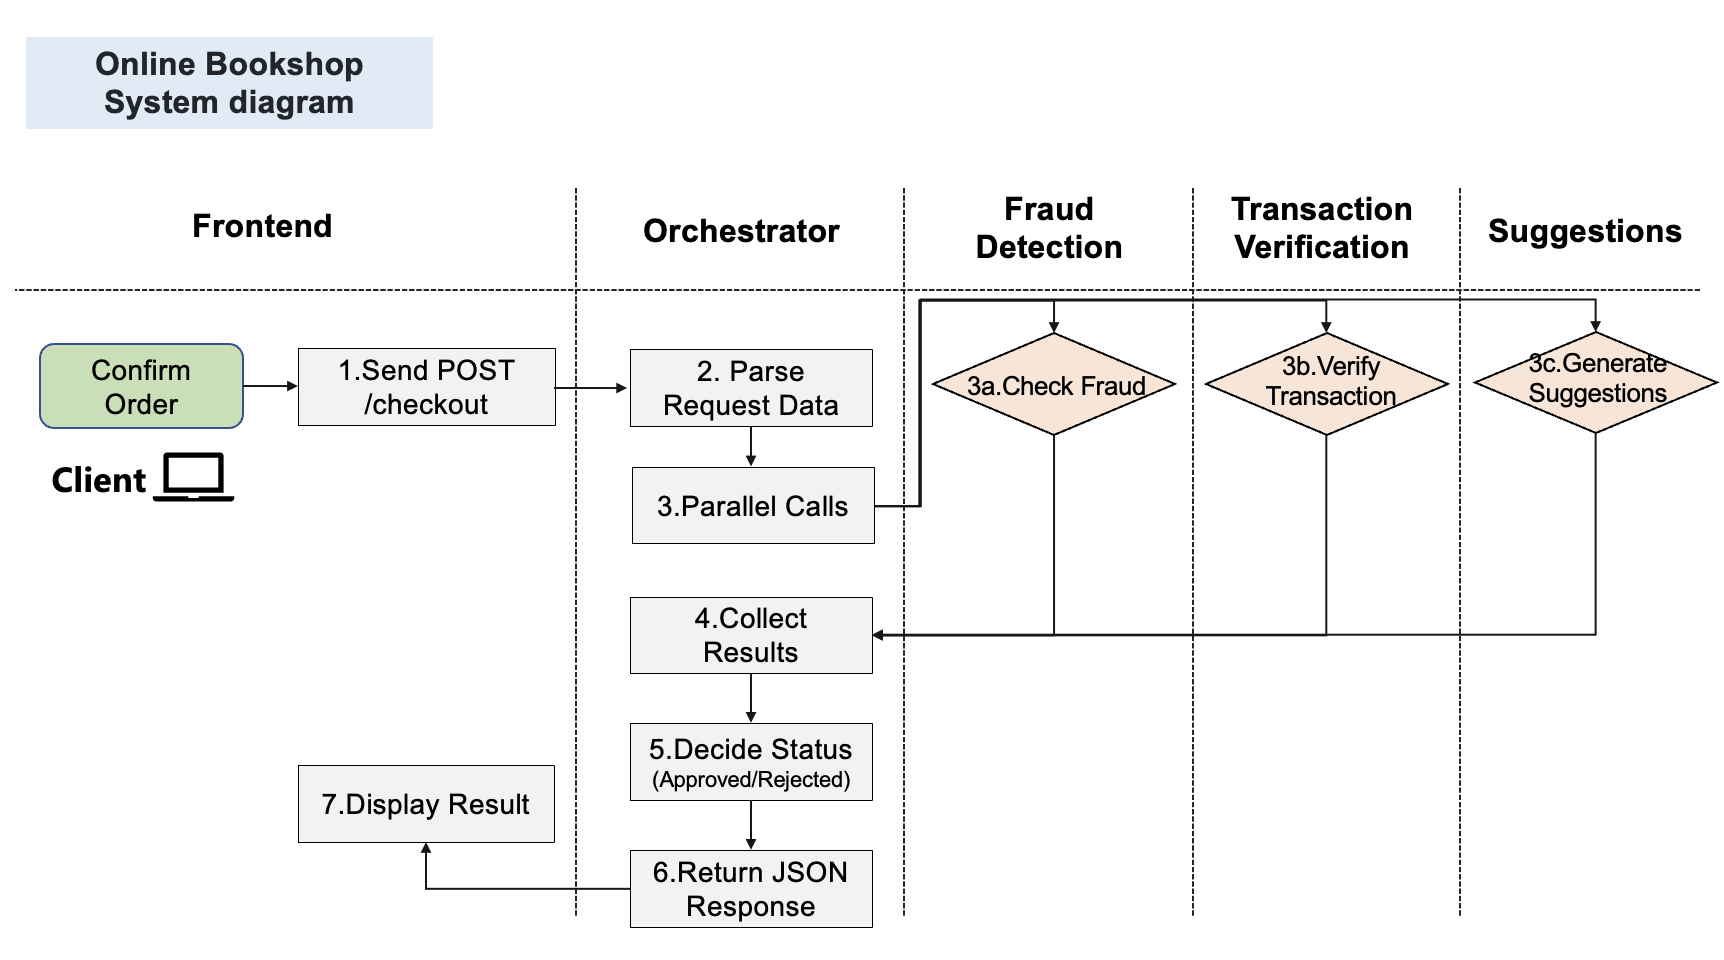 Online Bookshop
System diagram
Frontend
Orchestrator
Fraud
Detection
Transaction
Verification
Suggestions
Confirm
Order
Client
1.Send POST
/checkout
2. Parse
Request Data
3.Parallel Calls
3a.Check Fraud
3b.Verify
Transaction
3c.Generate
Suggestions
4.Collect
Results
5.Decide Status
(Approved/Rejected)
6.Return JSON
Response
7.Display Result